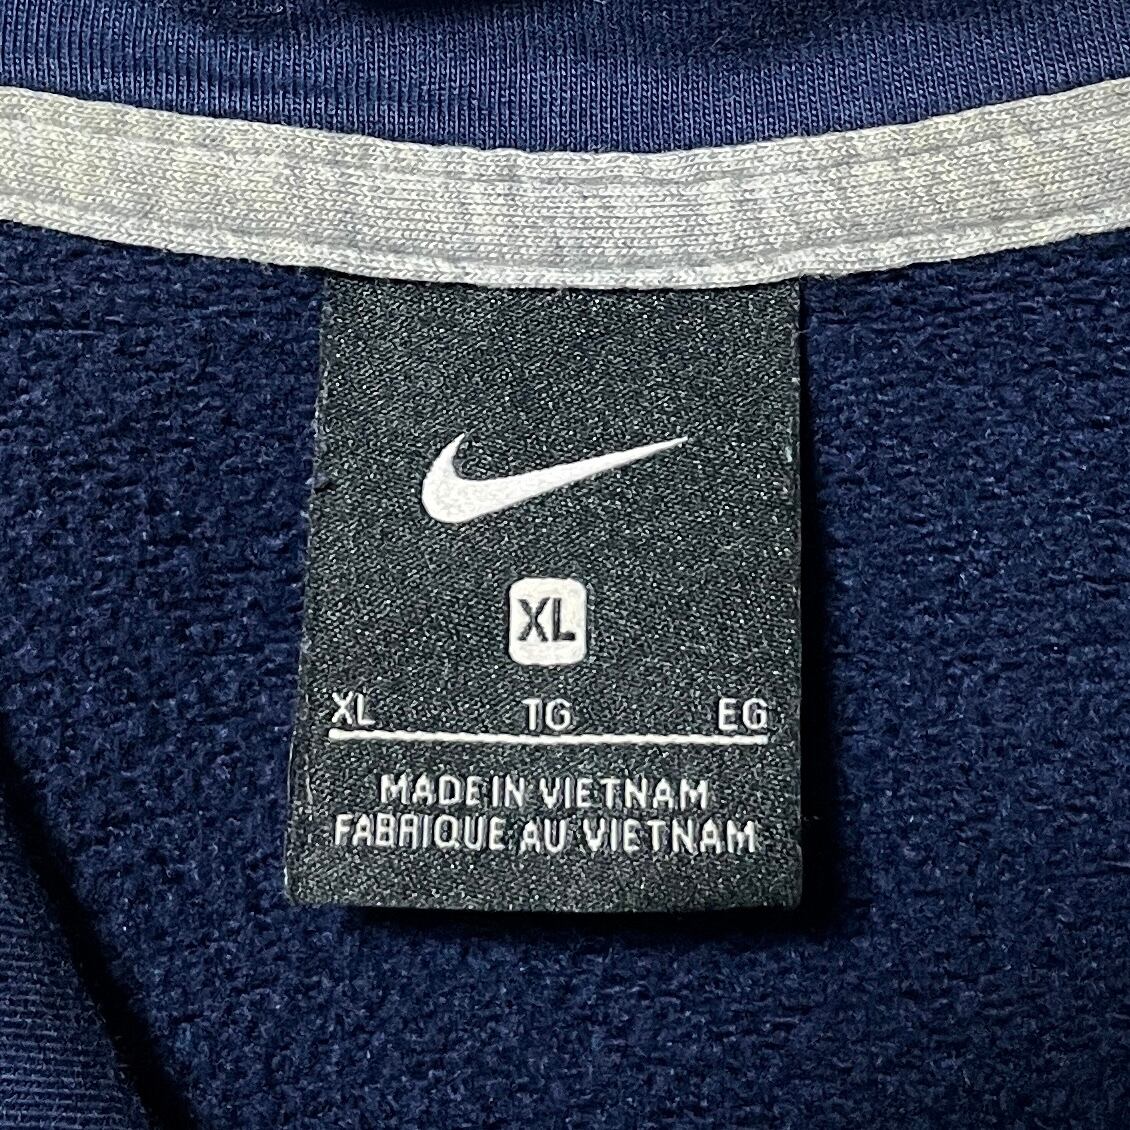 XL
XL TG EG
MADE IN VIETNAM
FABRIQUE AU VIETNAM